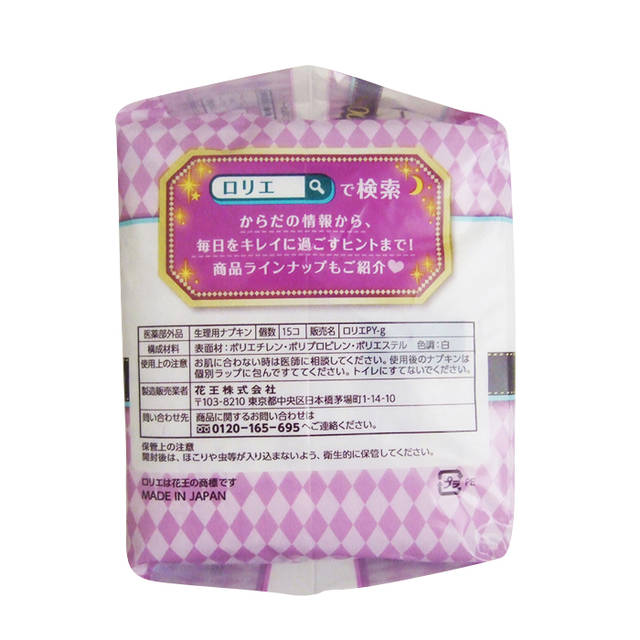 ロリエ で検索
からだの情報から、
毎日をキレイに過ごすヒントまで!
商品ラインナップもご紹介♥
医薬部外品 生理用ナプキン 個数 15コ 販売名 ロリエPY-g
構成材料 表面材:ポリエチレン・ポリプロピレン・ポリエステル 色調:白
使用上の注意 お肌に合わない時は医師に相談してください。使用後のナプキンは
個別ラップに包んですててください。トイレにすてないでください。
製造販売業者 花王株式会社
〒103-8210 東京都中央区日本橋茅場町1-14-10
問い合わせ先 商品に関するお問い合わせは
0120-165-695へご連絡ください。
保管上の注意
開封後は、ほこりや虫等が入り込まないよう、衛生的に保管してください。
ロリエは花王の商標です
MADE IN JAPAN
プラ PE